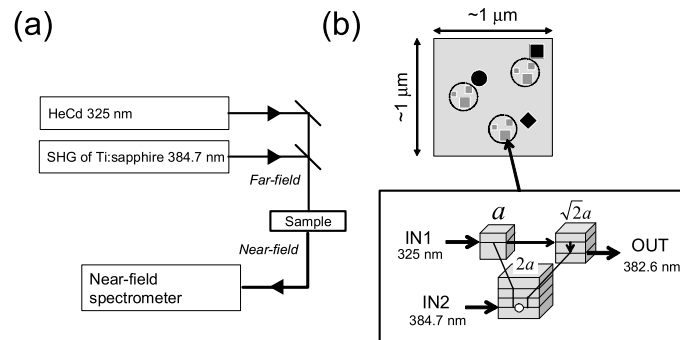 (a)
HeCd 325 nm
SHG of Ti:sapphire 384.7 nm
Far-field
Sample
Near-field
Near-field
spectrometer
(b)
~1 μm
~1 μm
a
√2a
IN1
325 nm
OUT
382.6 nm
2a
IN2
384.7 nm